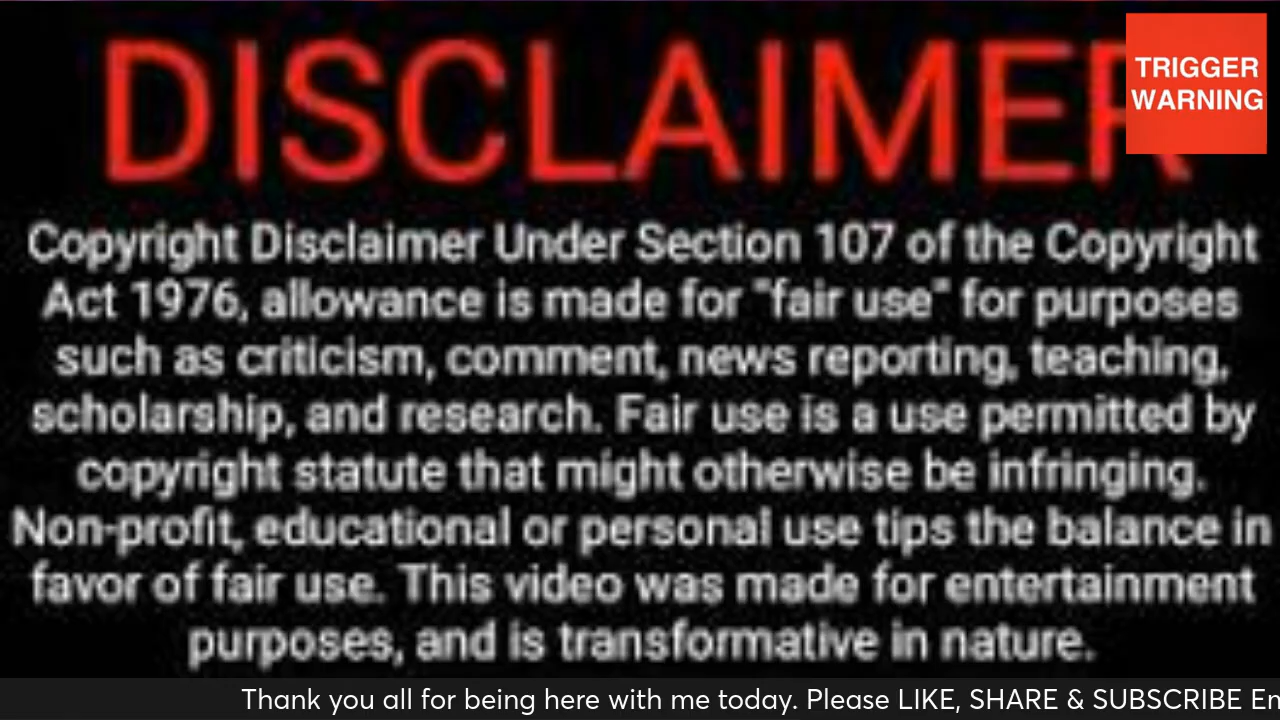 DISCLAIMER
TRIGGER
WARNING
Copyright Disclaimer Under Section 107 of the Copyright
Act 1976, allowance is made for "fair use" for purposes
such as criticism, comment, news reporting, teaching,
scholarship, and research. Fair use is a use permitted by
copyright statute that might otherwise be infringing.
Non-profit, educational or personal use tips the balance in
favor of fair use. This video was made for entertainment
purposes, and is transformative in nature.
Thank you all for being here with me today. Please LIKE, SHARE & SUBSCRIBE En